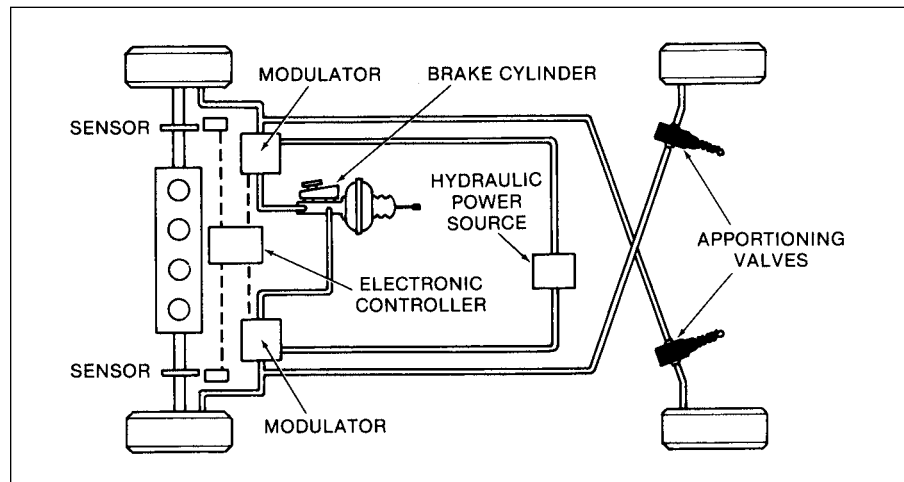 MODULATOR
BRAKE CYLINDER
SENSOR
HYDRAULIC
POWER
SOURCE
APPORTIONING
VALVES
ELECTRONIC
CONTROLLER
SENSOR
MODULATOR